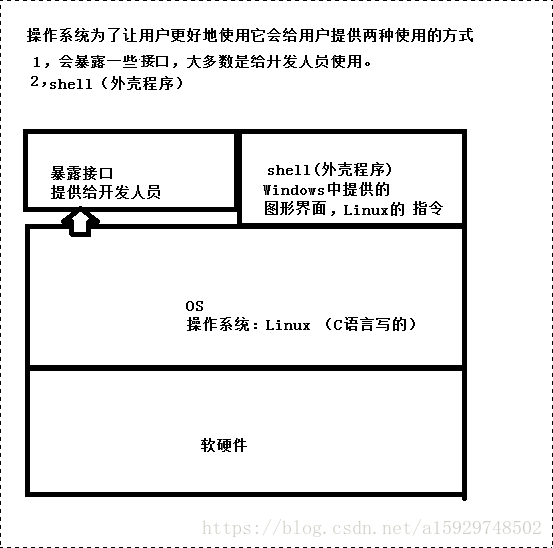 操作系统为了让用户更好地使用它会给用户提供两种使用的方式
1，会暴露一些接口，大多数是给开发人员使用。
2,shell（外壳程序）
暴露接口
提供给开发人员
shell(外壳程序)
Windows中提供的
图形界面，Linux的 指令
OS
操作系统：Linux （C语言写的）
软硬件
https://blog.csdn.net/a15929748502